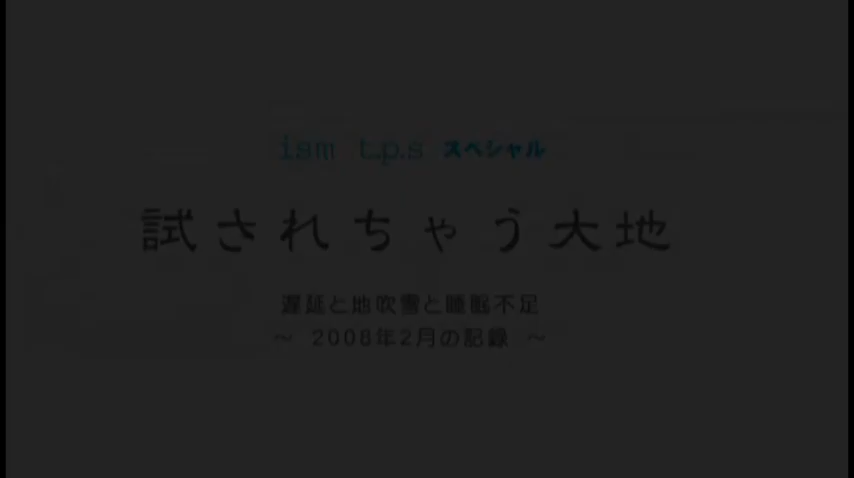 ism t.p.s スペシャル
試されちゃう大地
遅延と地吹雪と睡眠不足
〜 2008年2月の記録 〜